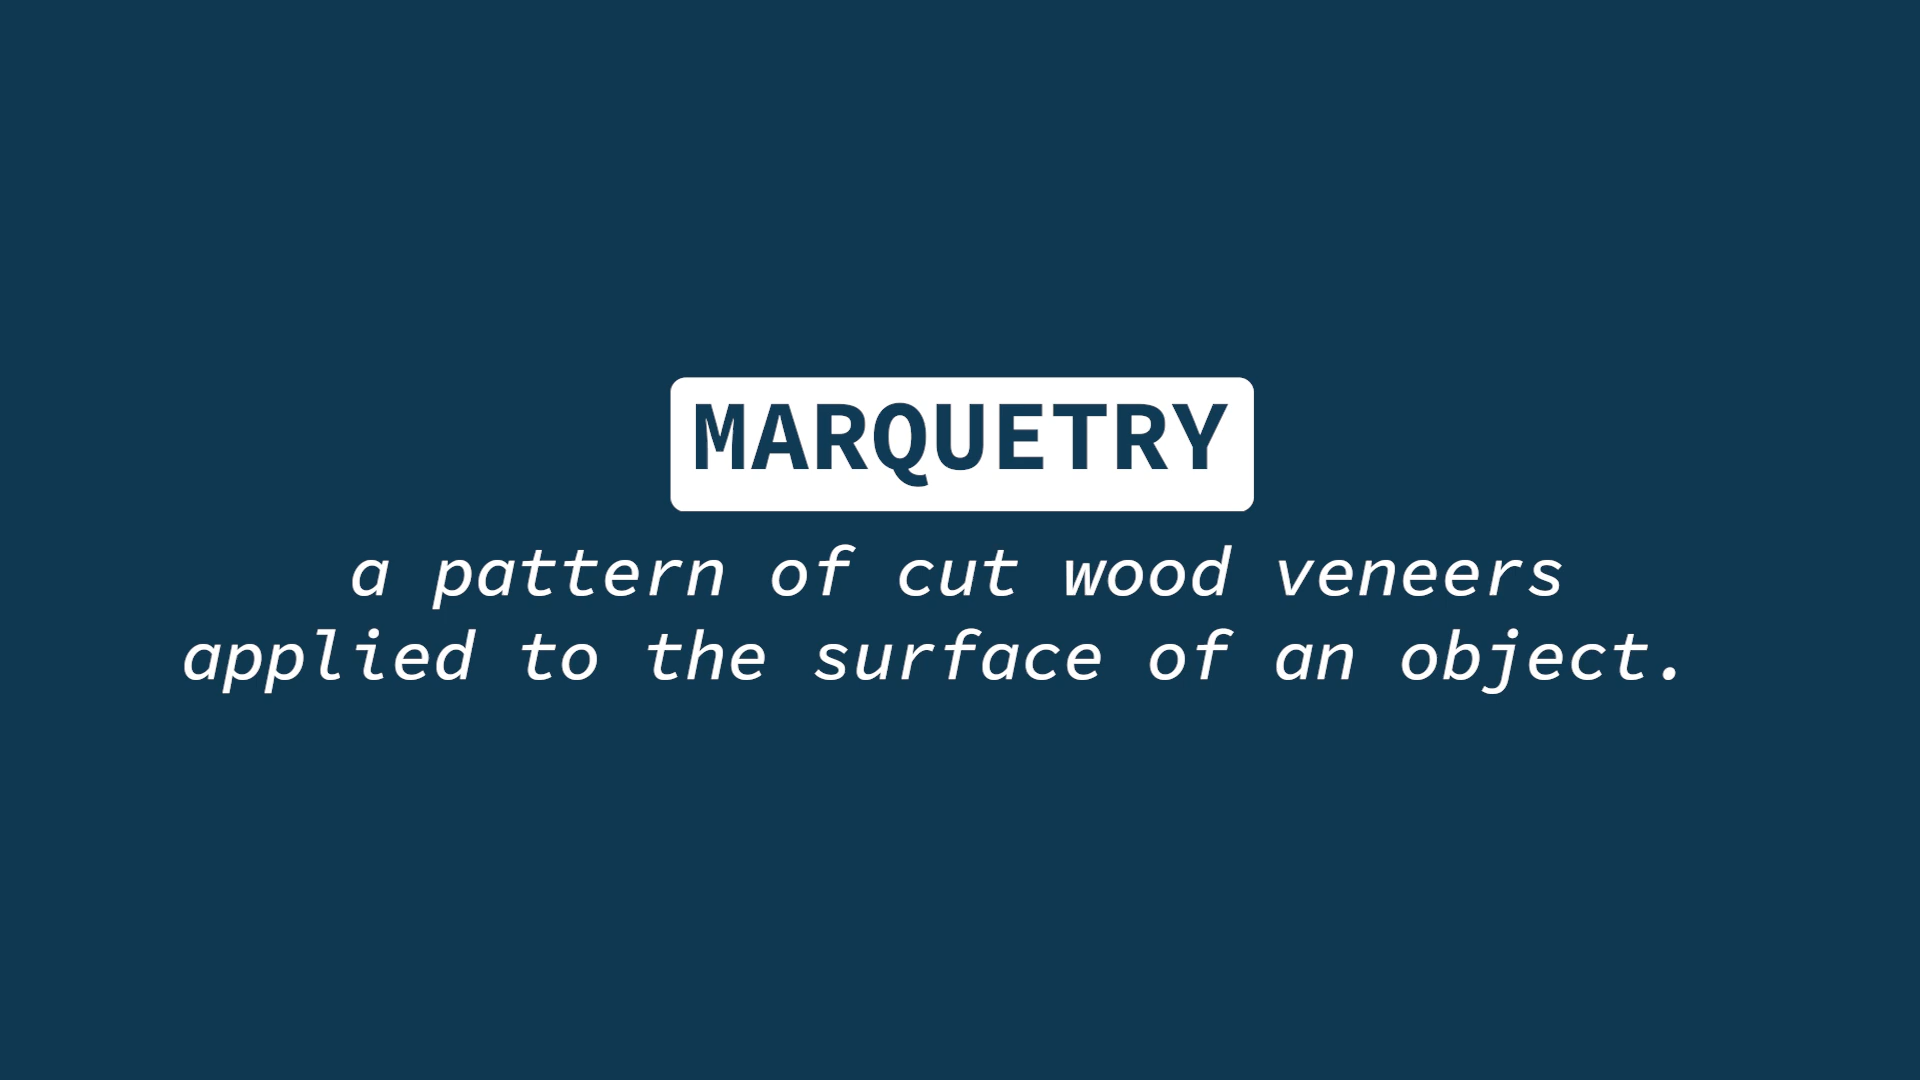 MARQUETRY
a pattern of cut wood veneers
applied to the surface of an object.